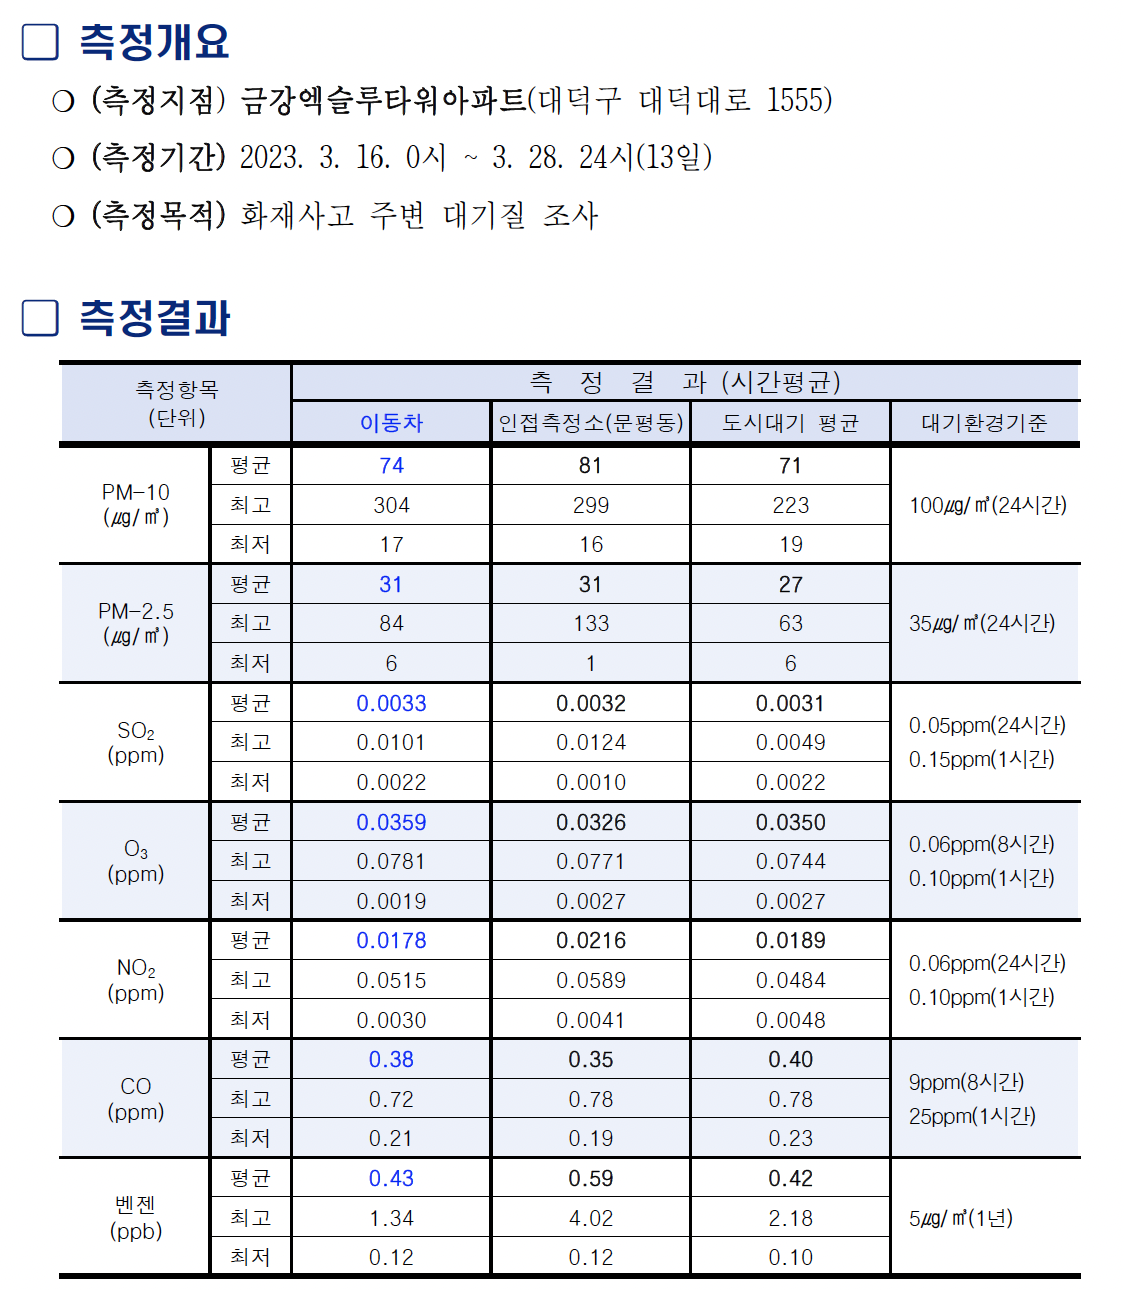 □ 측정개요
❍ (측정지점) 금강엑슬루타워아파트(대덕구 대덕대로 1555)
❍ (측정기간) 2023. 3. 16. 0시 ~ 3. 28. 24시(13일)
❍ (측정목적) 화재사고 주변 대기질 조사
□ 측정결과
측정항목
(단위)
측 정 결 과 (시간평균)
이동차 인접측정소(문평동) 도시대기 평균 대기환경기준
PM-10
(㎍/㎥)
평균 74 81 71
최고 304 299 223
최저 17 16 19
100㎍/㎥(24시간)
PM-2.5
(㎍/㎥)
평균 31 31 27
최고 84 133 63
최저 6 1 6
35㎍/㎥(24시간)
SO₂
(ppm)
평균 0.0033 0.0032 0.0031
최고 0.0101 0.0124 0.0049
최저 0.0022 0.0010 0.0022
0.05ppm(24시간)
0.15ppm(1시간)
O₃
(ppm)
평균 0.0359 0.0326 0.0350
최고 0.0781 0.0771 0.0744
최저 0.0019 0.0027 0.0027
0.06ppm(8시간)
0.10ppm(1시간)
NO₂
(ppm)
평균 0.0178 0.0216 0.0189
최고 0.0515 0.0589 0.0484
최저 0.0030 0.0041 0.0048
0.06ppm(24시간)
0.10ppm(1시간)
CO
(ppm)
평균 0.38 0.35 0.40
최고 0.72 0.78 0.78
최저 0.21 0.19 0.23
9ppm(8시간)
25ppm(1시간)
벤젠
(ppb)
평균 0.43 0.59 0.42
최고 1.34 4.02 2.18
최저 0.12 0.12 0.10
5㎍/㎥(1년)